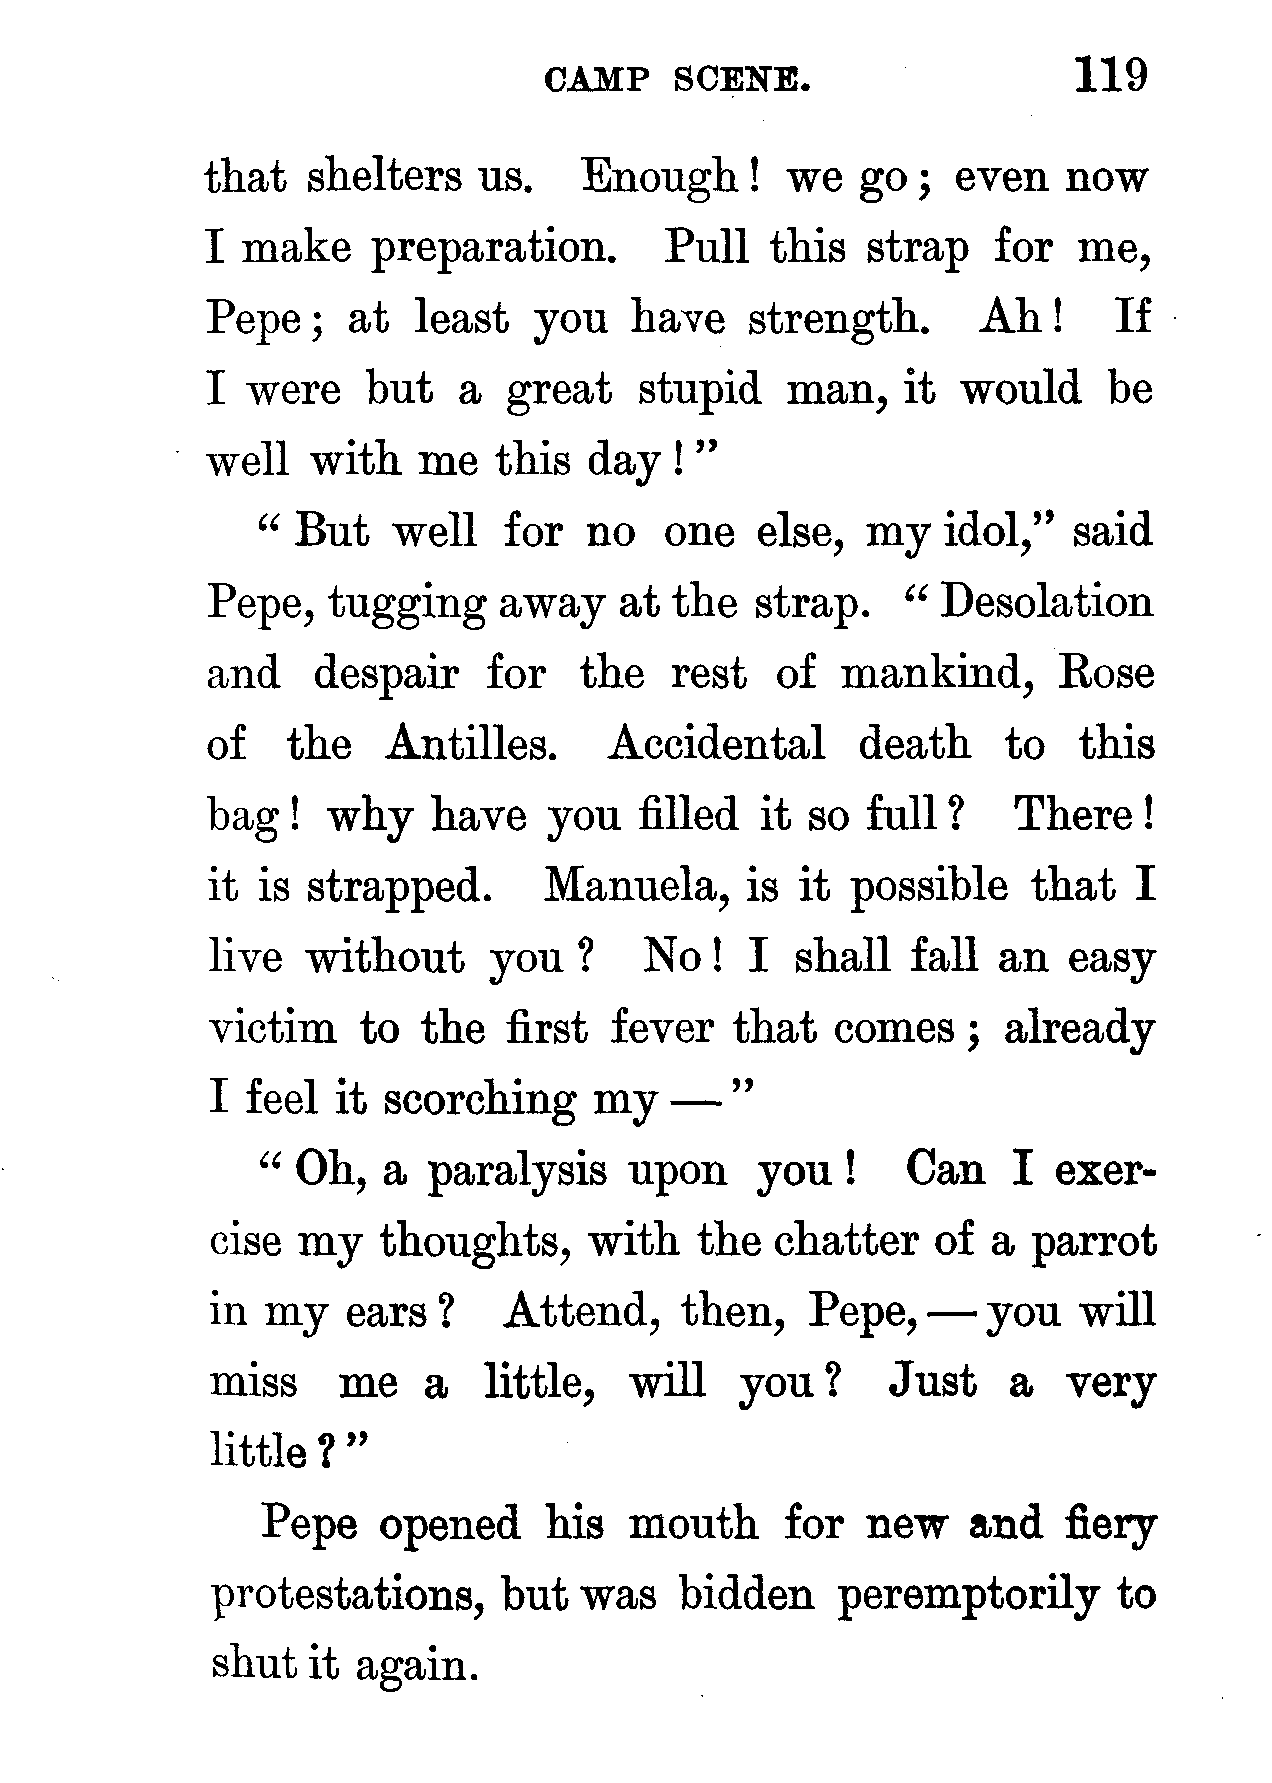 CAMP SCENE. 119
that shelters us. Enough! we go; even now
I make preparation. Pull this strap for me,
Pepe; at least you have strength. Ah! If
I were but a great stupid man, it would be
well with me this day!"
"But well for no one else, my idol," said
Pepe, tugging away at the strap. "Desolation
and despair for the rest of mankind, Rose
of the Antilles. Accidental death to this
bag! why have you filled it so full? There!
it is strapped. Manuela, is it possible that I
live without you? No! I shall fall an easy
victim to the first fever that comes; already
I feel it scorching my—"
"Oh, a paralysis upon you! Can I exer-
cise my thoughts, with the chatter of a parrot
in my ears? Attend, then, Pepe,—you will
miss me a little, will you? Just a very
little?"
Pepe opened his mouth for new and fiery
protestations, but was bidden peremptorily to
shut it again.